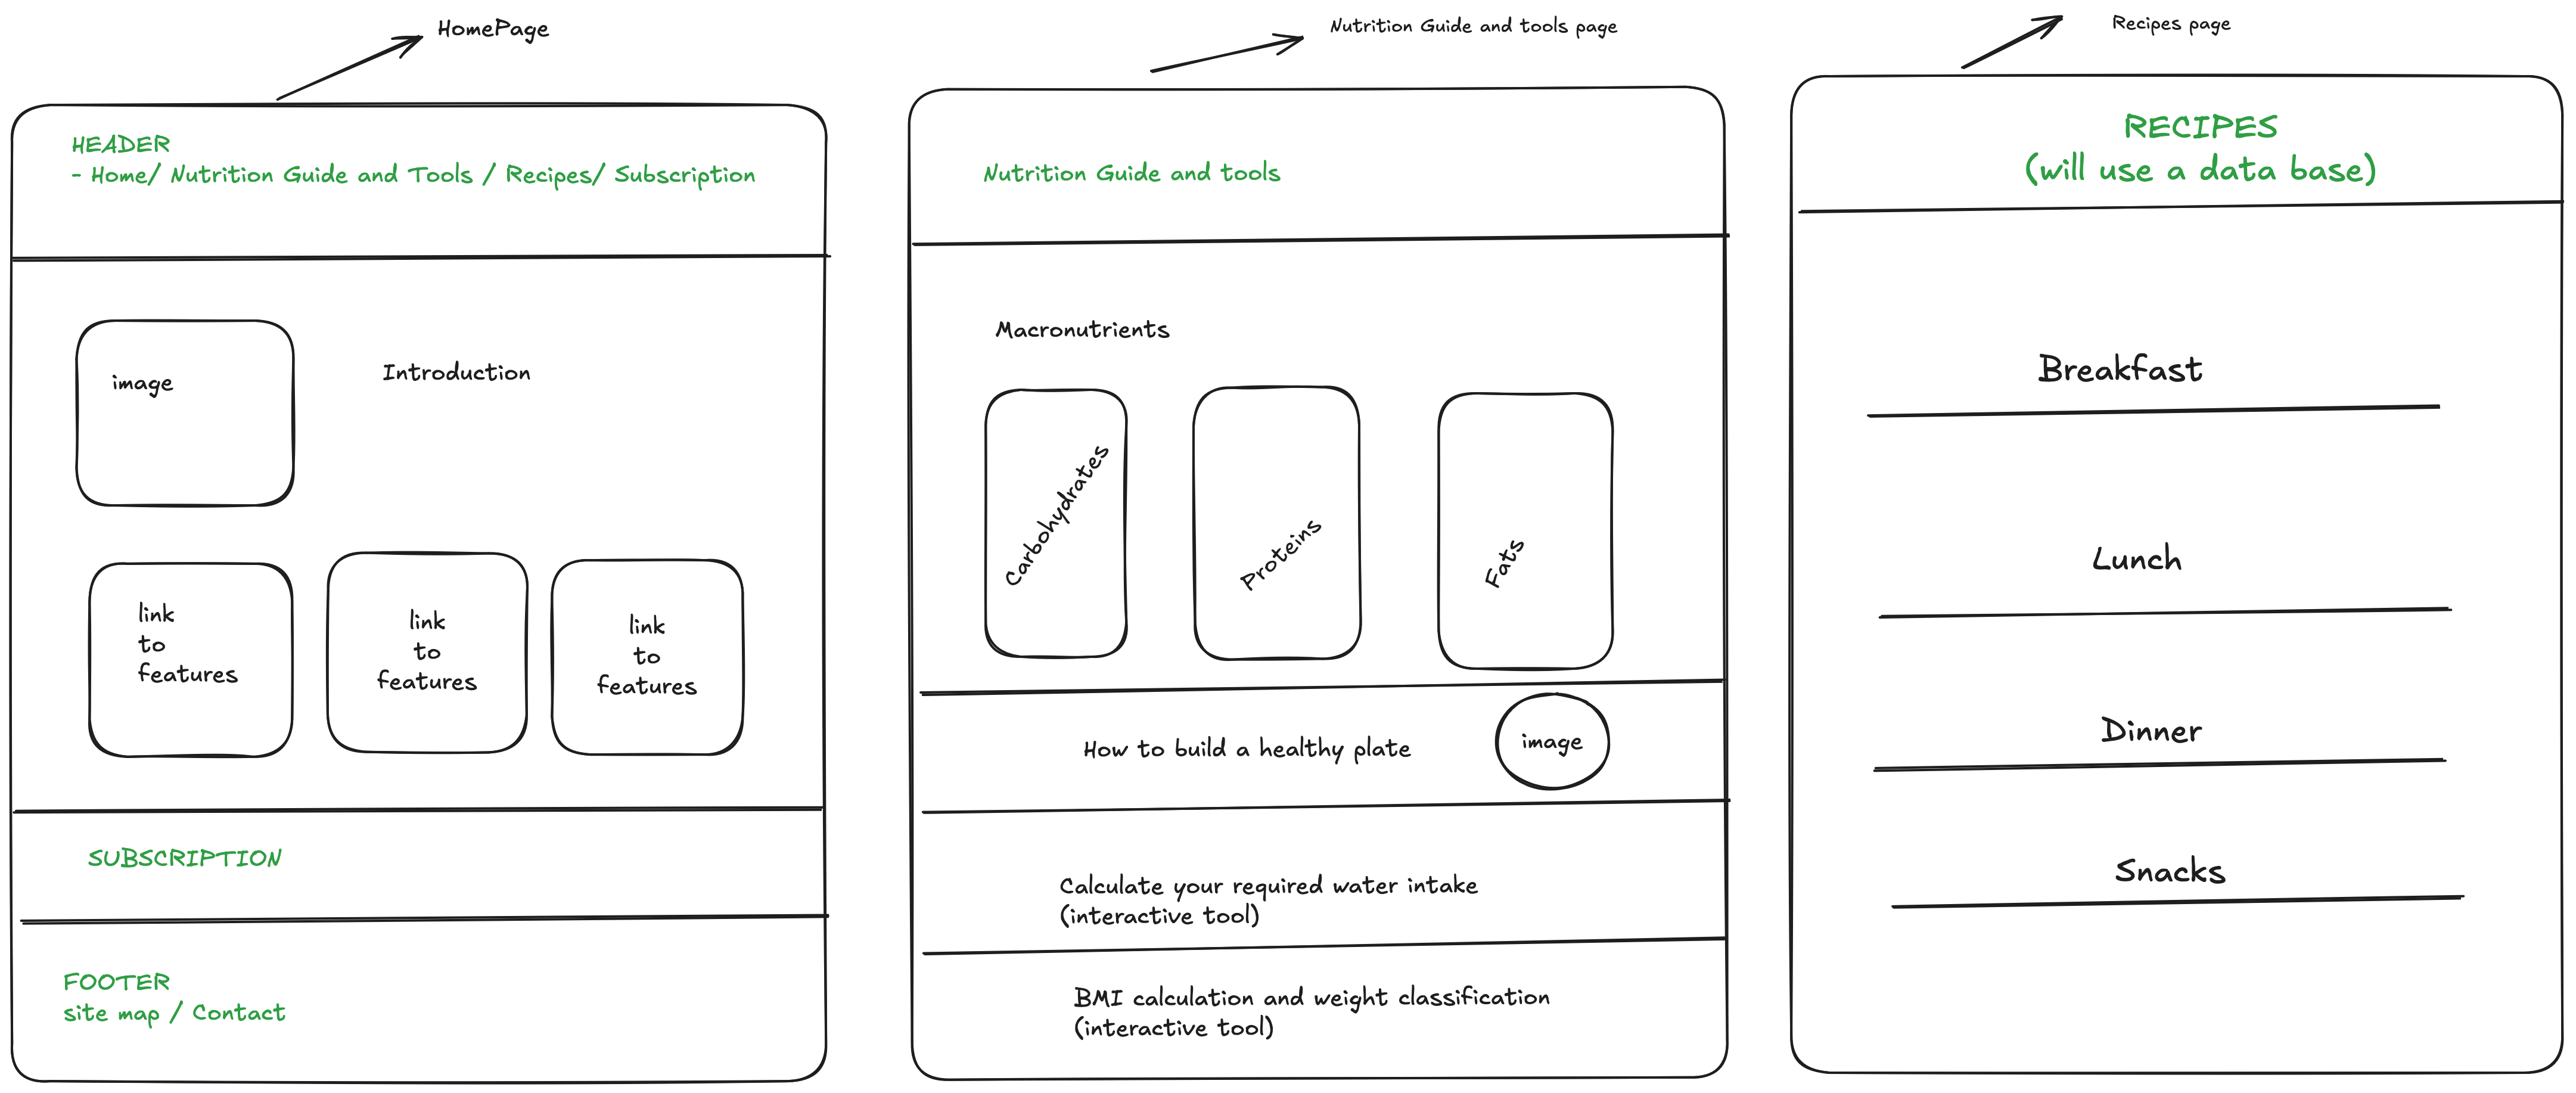 HomePage
HEADER
- Home/ Nutrition Guide and Tools / Recipes/ Subscription
image
Introduction
link
to
features
link
to
features
link
to
features
SUBSCRIPTION
FOOTER
site map / Contact
Nutrition Guide and tools page
Nutrition Guide and tools
Macronutrients
Carbohydrates
Proteins
Fats
How to build a healthy plate
image
Calculate your required water intake
(interactive tool)
BMI calculation and weight classification
(interactive tool)
Recipes page
RECIPES
(will use a data base)
Breakfast
Lunch
Dinner
Snacks